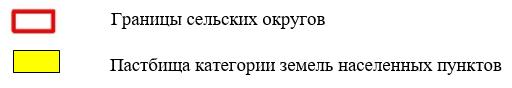 Границы сельских округов
Пастбища категории земель населенных пунктов